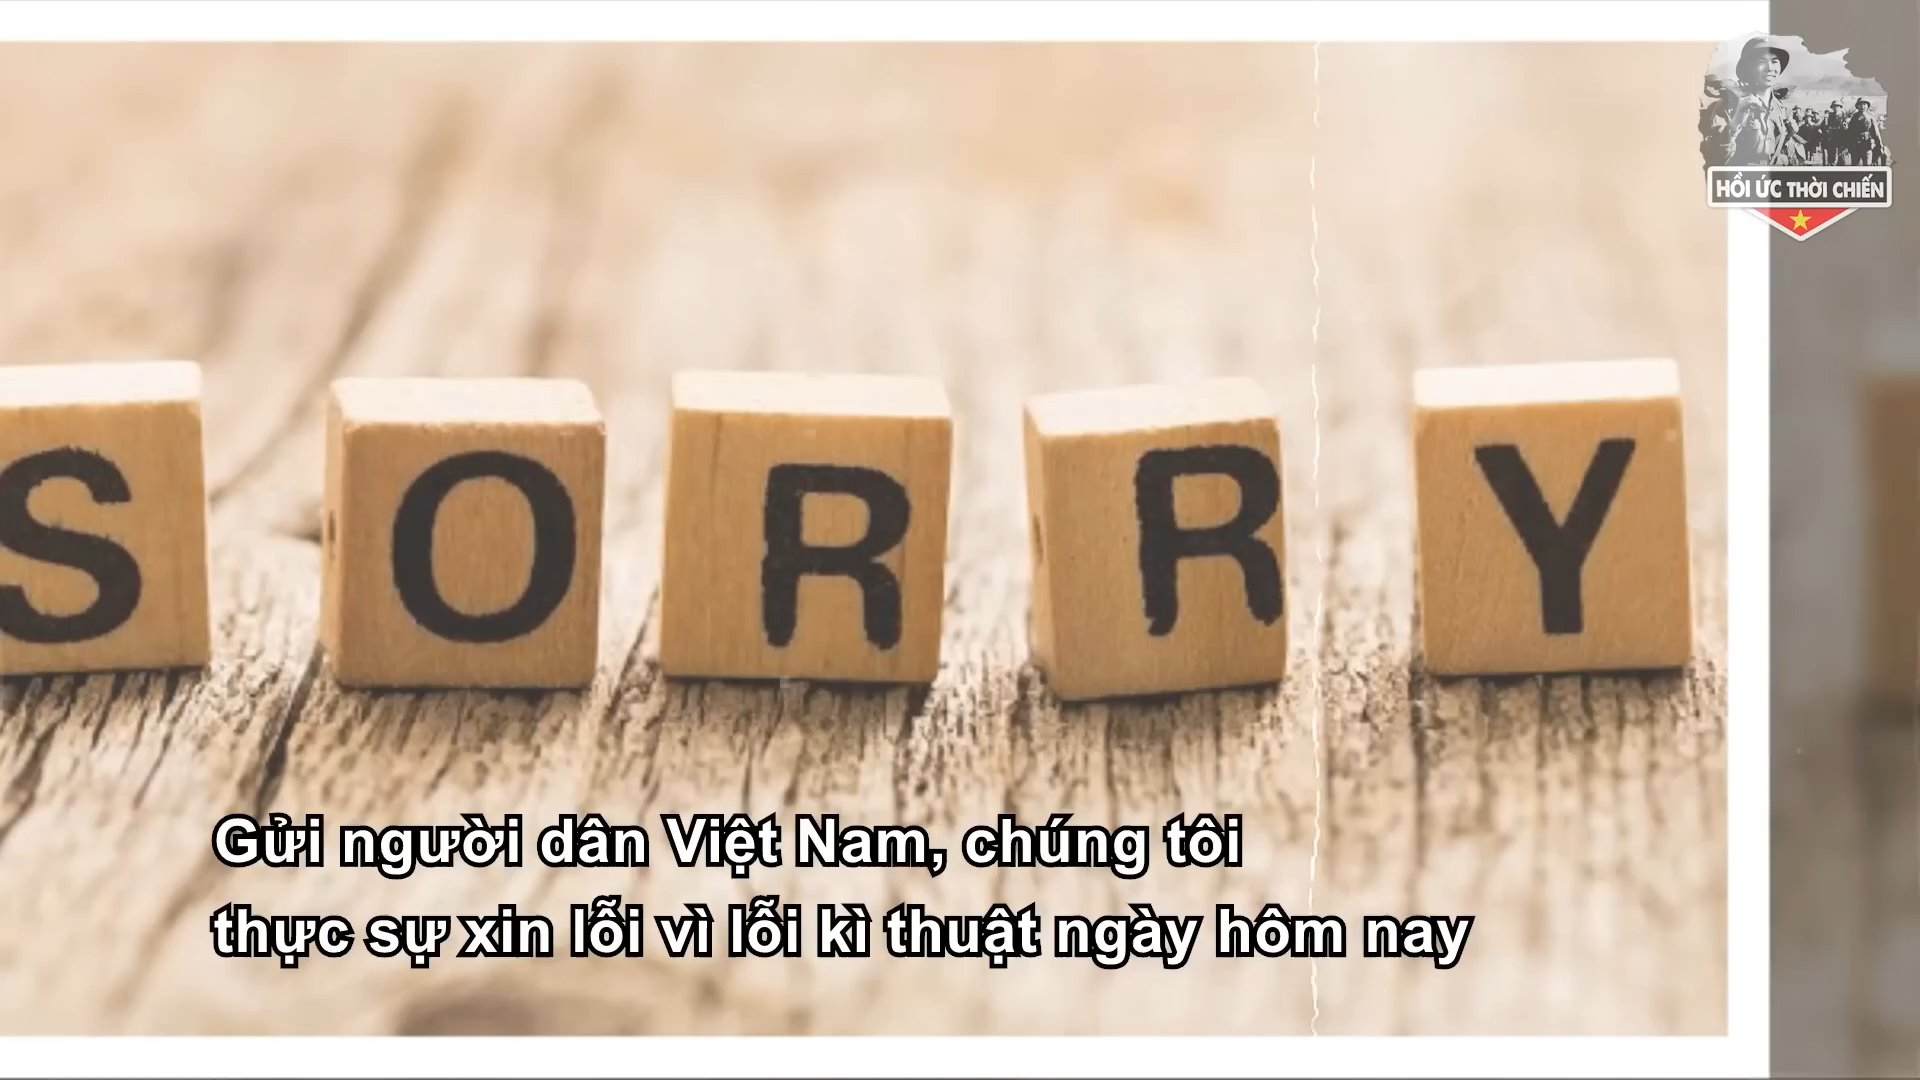 HỒI ỨC THỜI CHIẾN
S O R R Y
Gửi người dân Việt Nam, chúng tôi
thực sự xin lỗi vì lỗi kì thuật ngày hôm nay